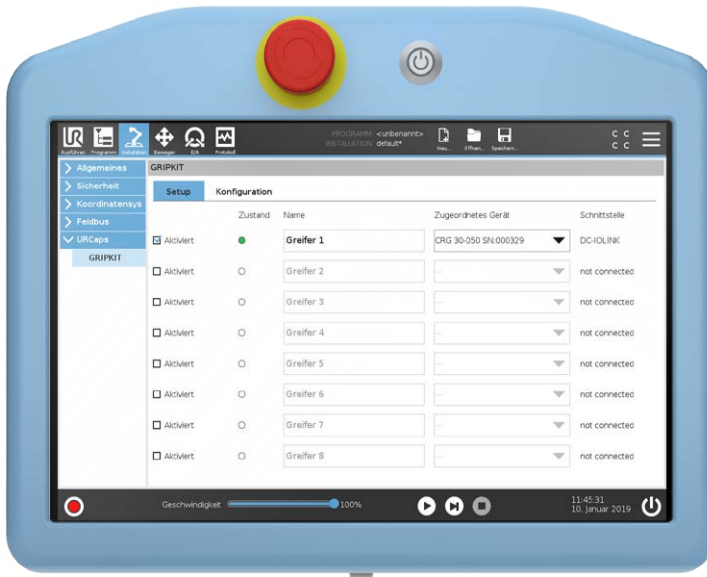 UR
PROGRAMM <unbenannt>
INSTALLATION default*
Ausführen Programm Installation Bewegen E/A Protokoll Neu... Öffnen... Speichern...
C C
C C
Allgemeines
Sicherheit
Koordinatensys
Feldbus
URCaps
GRIPKIT
GRIPKIT
Setup Konfiguration
Zustand Name Zugeordnetes Gerät Schnittstelle
Aktiviert Greifer 1 CRG 30-050 SN:000329 DC-IOLINK
Aktiviert Greifer 2 not connected
Aktiviert Greifer 3 not connected
Aktiviert Greifer 4 not connected
Aktiviert Greifer 5 not connected
Aktiviert Greifer 6 not connected
Aktiviert Greifer 7 not connected
Aktiviert Greifer 8 not connected
Geschwindigkeit 100%
11:45:31
10. Januar 2019